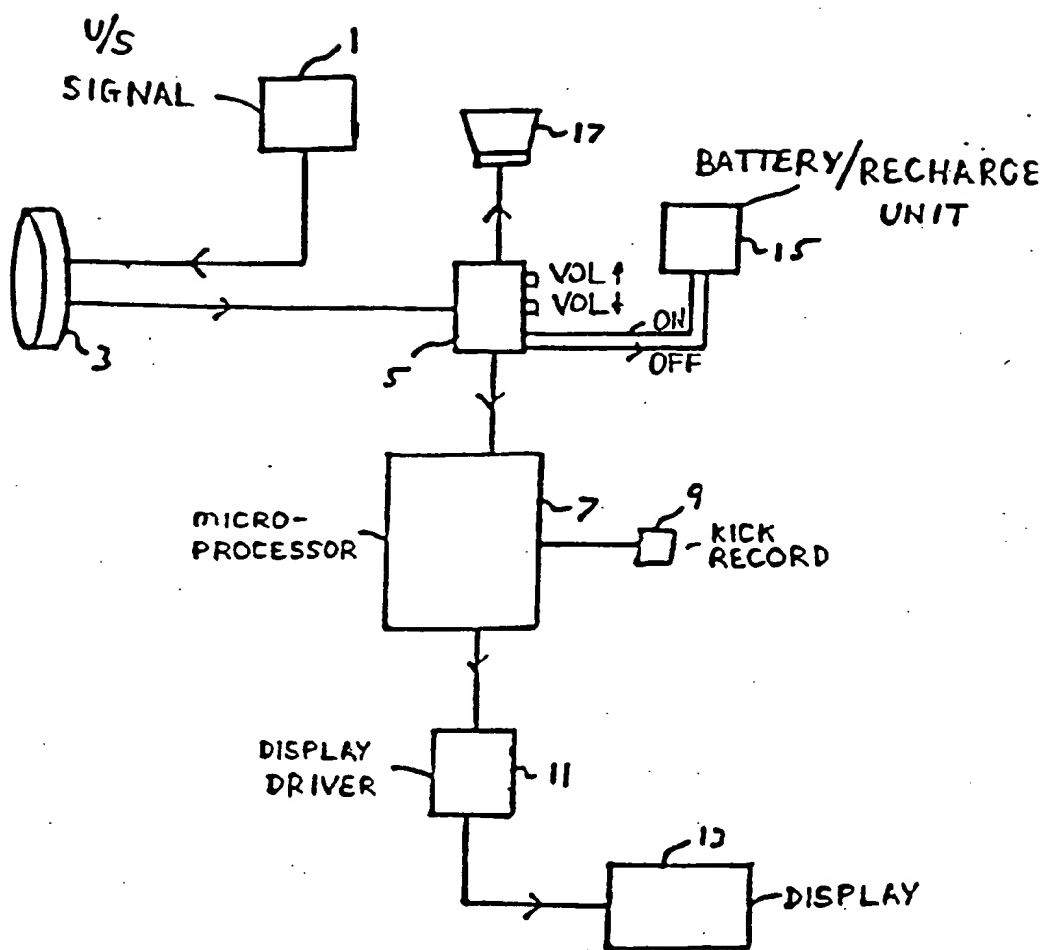 U/S
SIGNAL
1
17
BATTERY/RECHARGE
UNIT
15
3
VOL ↑
VOL ↓
ON
OFF
5
MICRO-
PROCESSOR
7
9
KICK
RECORD
DISPLAY
DRIVER
11
13
DISPLAY